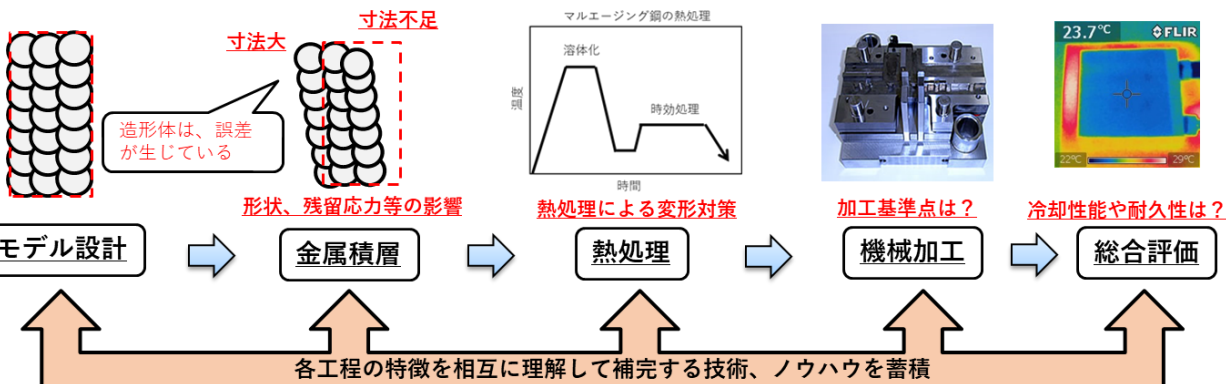 寸法大
寸法不足
造形体は、誤差
が生じている
マルエージング鋼の熱処理
溶体化
時効処理
温度
時間
23.7℃
FLIR
22℃
29℃
形状、残留応力等の影響
熱処理による変形対策
加工基準点は？
冷却性能や耐久性は？
モデル設計
金属積層
熱処理
機械加工
総合評価
各工程の特徴を相互に理解して補完する技術、ノウハウを蓄積